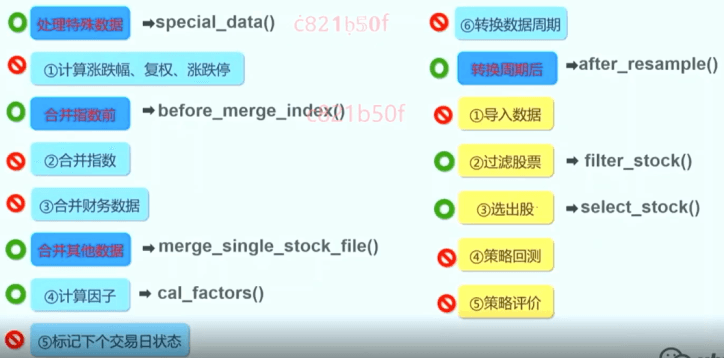 处理特殊数据 ➡special_data()
①计算涨跌幅、复权、涨跌停
合并指数前 ➡before_merge_index()
②合并指数
③合并财务数据
合并其他数据 ➡merge_single_stock_file()
④计算因子 ➡ cal_factors()
⑤标记下个交易日状态
⑥转换数据周期
转换周期后 ➡after_resample()
①导入数据
②过滤股票 ➡ filter_stock()
③选出股 ➡select_stock()
④策略回测
⑤策略评价
c821b50f
c821b50f